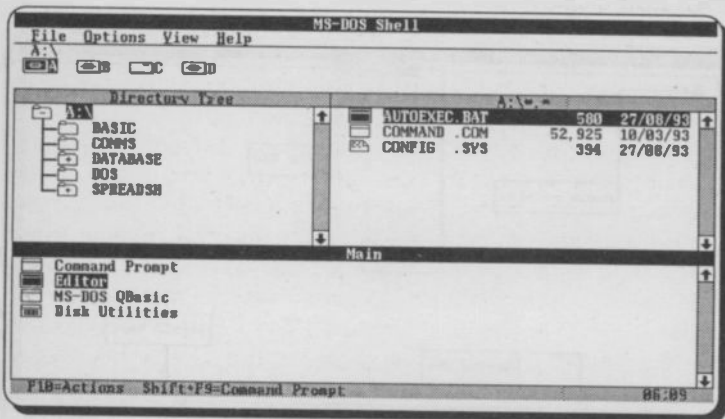 MS-DOS Shell
File Options View Help
A:\
A B C D
Directory Tree
A:\
BASIC
COMMS
DATABASE
DOS
SPREADSH
A:\*.*
AUTOEXEC.BAT 580 27/08/93
COMMAND .COM 52,925 10/03/93
CONFIG .SYS 394 27/08/93
Main
Command Prompt
Editor
MS-DOS QBasic
Disk Utilities
F10=Actions Shift+F9=Command Prompt 06:09